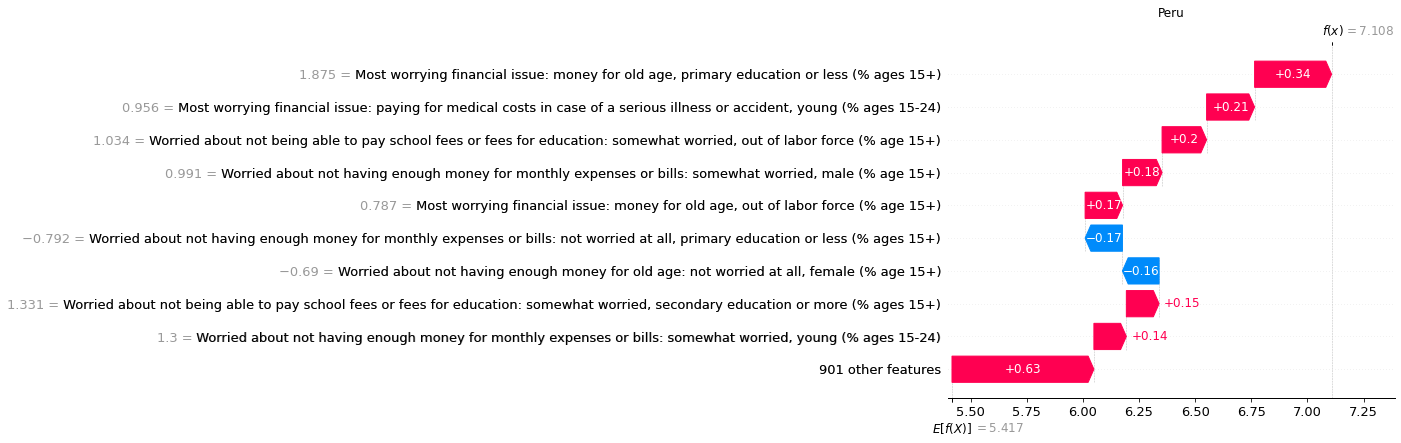 Peru
f(x) = 7.108
1.875 = Most worrying financial issue: money for old age, primary education or less (% ages 15+)
+0.34
0.956 = Most worrying financial issue: paying for medical costs in case of a serious illness or accident, young (% ages 15-24)
+0.21
1.034 = Worried about not being able to pay school fees or fees for education: somewhat worried, out of labor force (% age 15+)
+0.2
0.991 = Worried about not having enough money for monthly expenses or bills: somewhat worried, male (% age 15+)
+0.18
0.787 = Most worrying financial issue: money for old age, out of labor force (% ages 15+)
+0.17
−0.792 = Worried about not having enough money for monthly expenses or bills: not worried at all, primary education or less (% ages 15+)
−0.17
−0.69 = Worried about not having enough money for old age: not worried at all, female (% age 15+)
−0.16
1.331 = Worried about not being able to pay school fees or fees for education: somewhat worried, secondary education or more (% ages 15+)
+0.15
1.3 = Worried about not having enough money for monthly expenses or bills: somewhat worried, young (% ages 15-24)
+0.14
901 other features
+0.63
5.50 5.75 6.00 6.25 6.50 6.75 7.00 7.25
E[f(X)] = 5.417